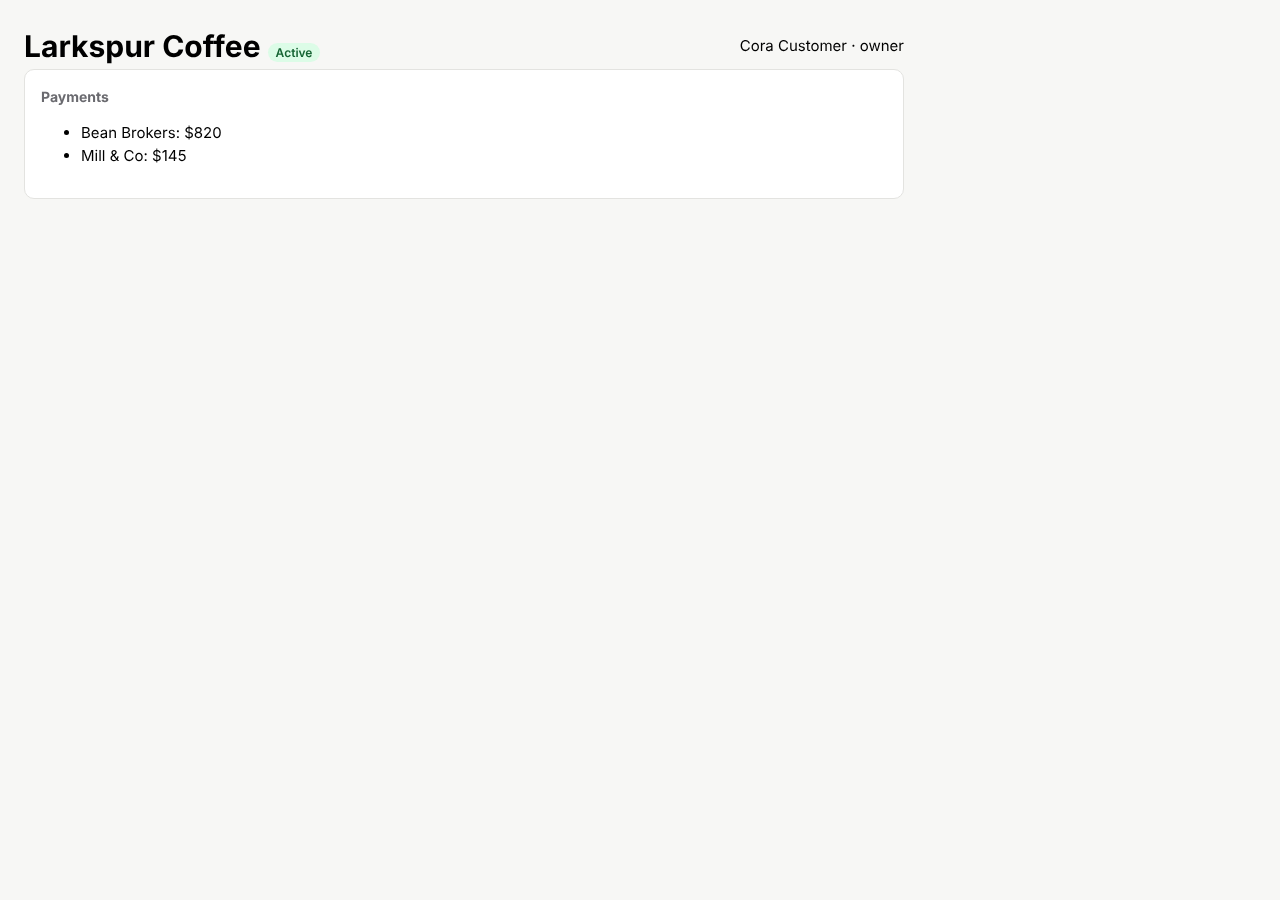 Larkspur Coffee Active Cora Customer · owner
Payments
• Bean Brokers: $820
• Mill & Co: $145